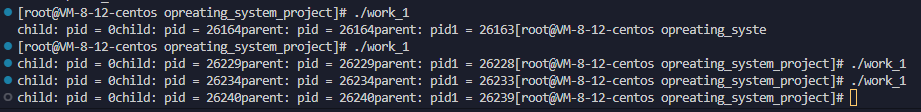 [root@VM-8-12-centos opreating_system_project]# ./work_1
child: pid = 0child: pid = 26164parent: pid = 26164parent: pid1 = 26163[root@VM-8-12-centos opreating_syste
[root@VM-8-12-centos opreating_system_project]# ./work_1
child: pid = 0child: pid = 26229parent: pid = 26229parent: pid1 = 26228[root@VM-8-12-centos opreating_system_project]# ./work_1
child: pid = 0child: pid = 26234parent: pid = 26234parent: pid1 = 26233[root@VM-8-12-centos opreating_system_project]# ./work_1
child: pid = 0child: pid = 26240parent: pid = 26240parent: pid1 = 26239[root@VM-8-12-centos opreating_system_project]#